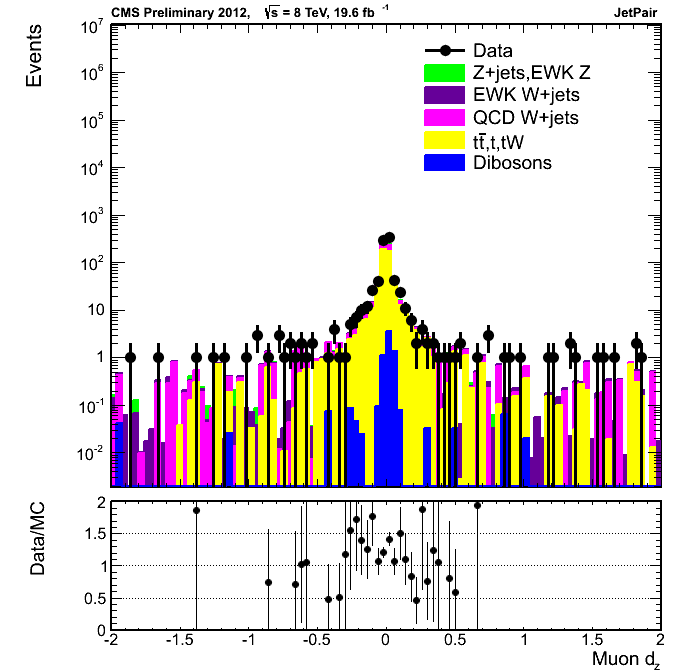 CMS Preliminary 2012, √s = 8 TeV, 19.6 fb⁻¹ JetPair
Events
10⁷
10⁶
10⁵
10⁴
10³
10²
10
1
10⁻¹
10⁻²
Data
Z+jets,EWK Z
EWK W+jets
QCD W+jets
tt̄,t,tW
Dibosons
Data/MC
2
1.5
1
0.5
0
-2 -1.5 -1 -0.5 0 0.5 1 1.5 2
Muon d_z